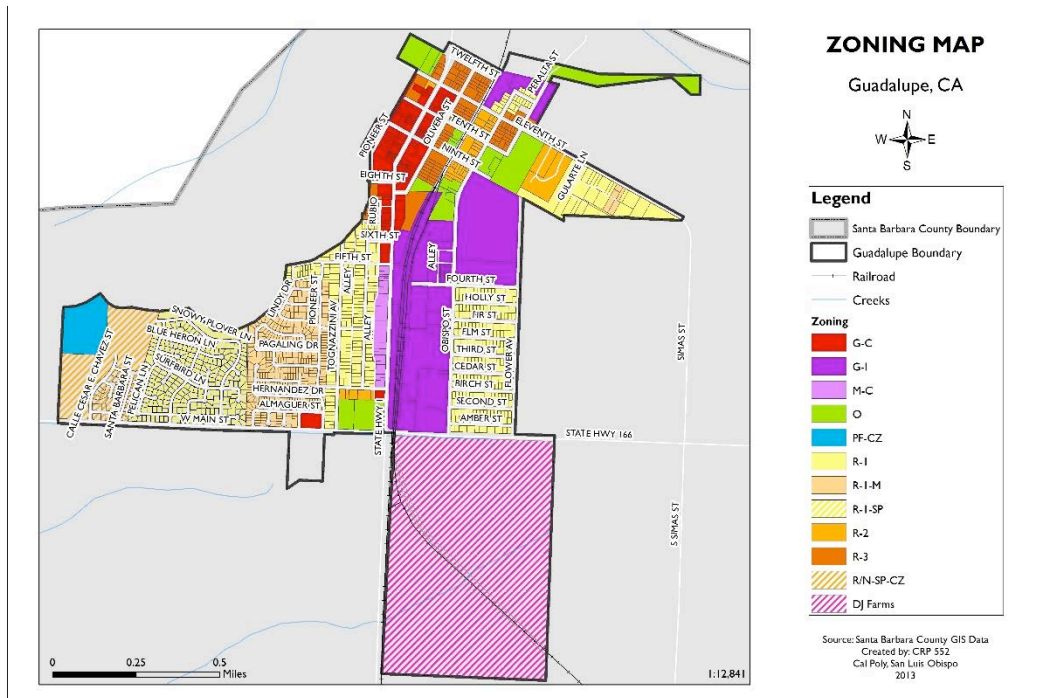 ZONING MAP
Guadalupe, CA
N
W E
S
Legend
Santa Barbara County Boundary
Guadalupe Boundary
Railroad
Creeks
Zoning
G-C
G-I
M-C
O
PF-CZ
R-1
R-1-M
R-1-SP
R-2
R-3
R/N-SP-CZ
DJ Farms
Source: Santa Barbara County GIS Data
Created by: CRP 552
Cal Poly, San Luis Obispo
2013
TWELFTH ST
PERALTA ST
OLIVERA ST
PIONEER ST
TENTH ST
ELEVENTH ST
NINTH ST
GULARTE LN
EIGHTH ST
RUBIO
SIXTH ST
FIFTH ST
ALLEY
ALLEY
FOURTH ST
LINDY DR
PIONEER ST
HOLLY ST
FIR ST
SNOWY PLOVER LN
ALLEY
OBISPO ST
ELM ST
SIMAS ST
BLUE HERON LN
PAGALING DR
TOGNAZZINI AV
THIRD ST
FLOWER AV
CALLE CESAR E CHAVEZ ST
SURFBIRD LN
CEDAR ST
SANTA BARBARA ST
PELICAN LN
HERNANDEZ DR
BIRCH ST
ALMAGUER ST
SECOND ST
W MAIN ST
STATE HWY 1
AMBER ST
STATE HWY 166
S SIMAS ST
0 0.25 0.5
Miles
1:12,841